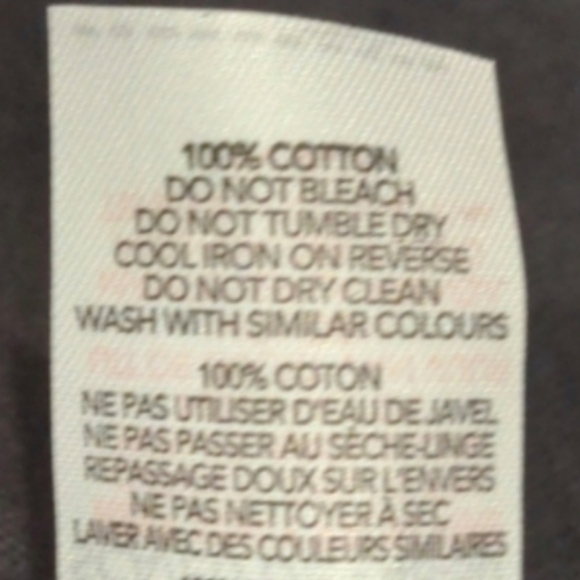 100% COTTON
DO NOT BLEACH
DO NOT TUMBLE DRY
COOL IRON ON REVERSE
DO NOT DRY CLEAN
WASH WITH SIMILAR COLOURS
100% COTON
NE PAS UTILISER D'EAU DE JAVEL
NE PAS PASSER AU SÈCHE-LINGE
REPASSAGE DOUX SUR L'ENVERS
NE PAS NETTOYER À SEC
LAVER AVEC DES COULEURS SIMILAIRES